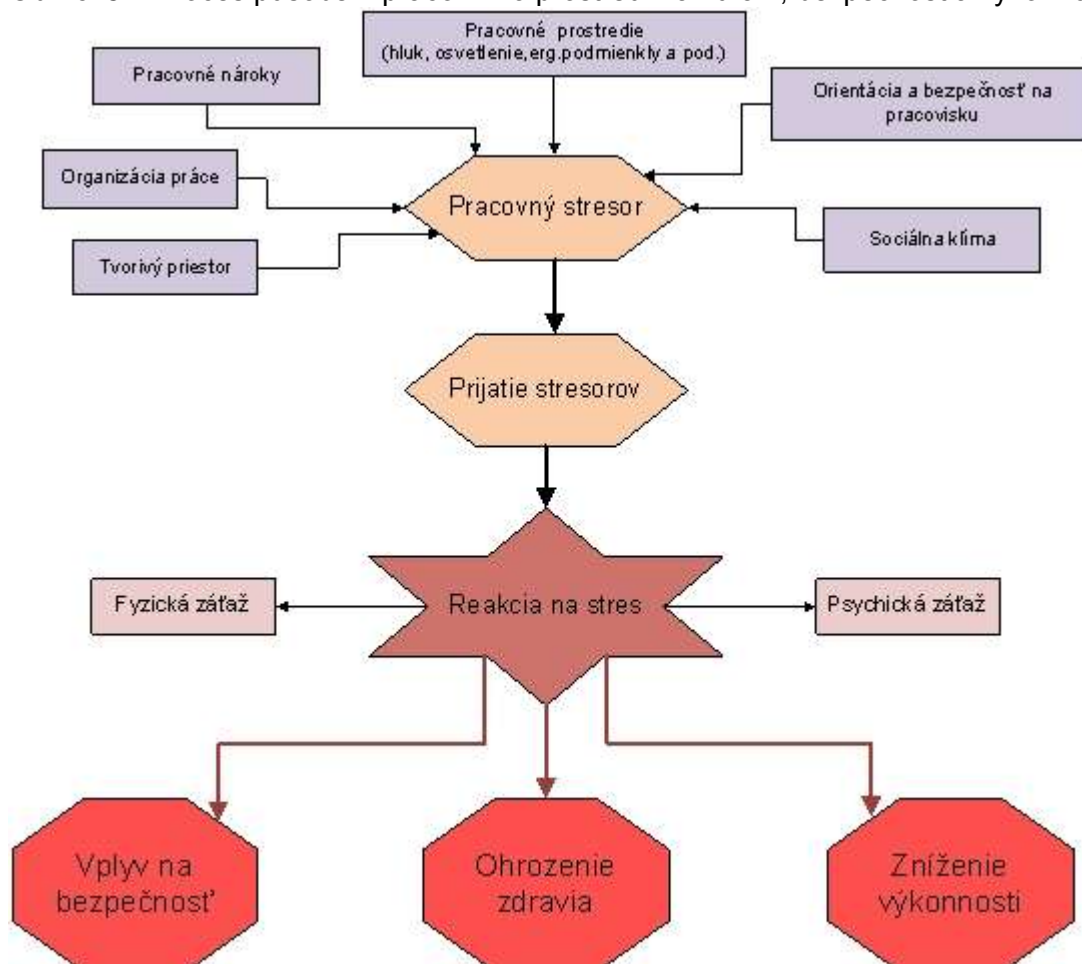 Pracovné prostredie
(hluk, osvetlenie,erg.podmienkly a pod.)
Pracovné nároky
Orientácia a bezpečnosť na
pracovisku
Organizácia práce
Pracovný stresor
Sociálna klíma
Tvorivý priestor
Prijatie stresorov
Fyzická záťaž
Reakcia na stres
Psychická záťaž
Vplyv na
bezpečnosť
Ohrozenie
zdravia
Zníženie
výkonnosti